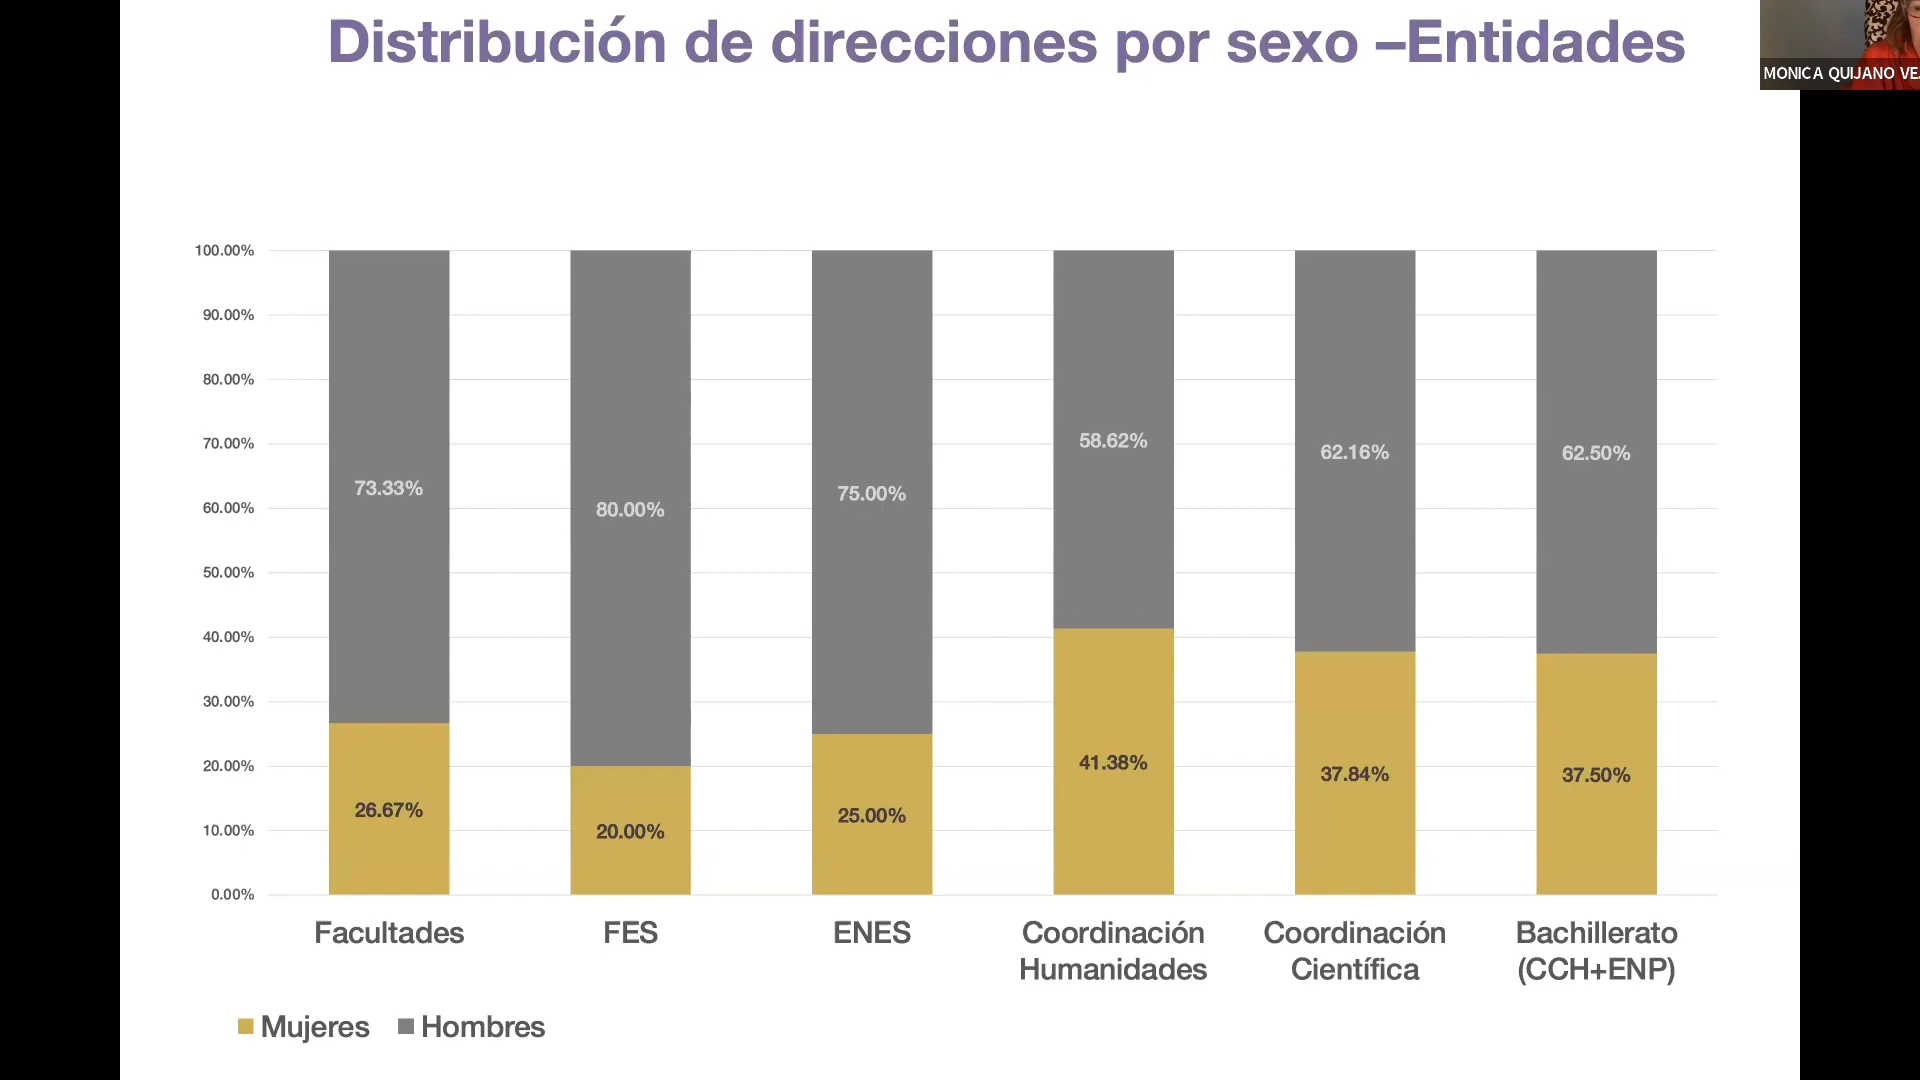 Distribución de direcciones por sexo –Entidades
MONICA QUIJANO VE
100.00%
90.00%
80.00%
70.00%
60.00%
50.00%
40.00%
30.00%
20.00%
10.00%
0.00%
73.33%
80.00%
75.00%
58.62%
62.16%
62.50%
26.67%
20.00%
25.00%
41.38%
37.84%
37.50%
Facultades
FES
ENES
Coordinación
Humanidades
Coordinación
Científica
Bachillerato
(CCH+ENP)
Mujeres
Hombres